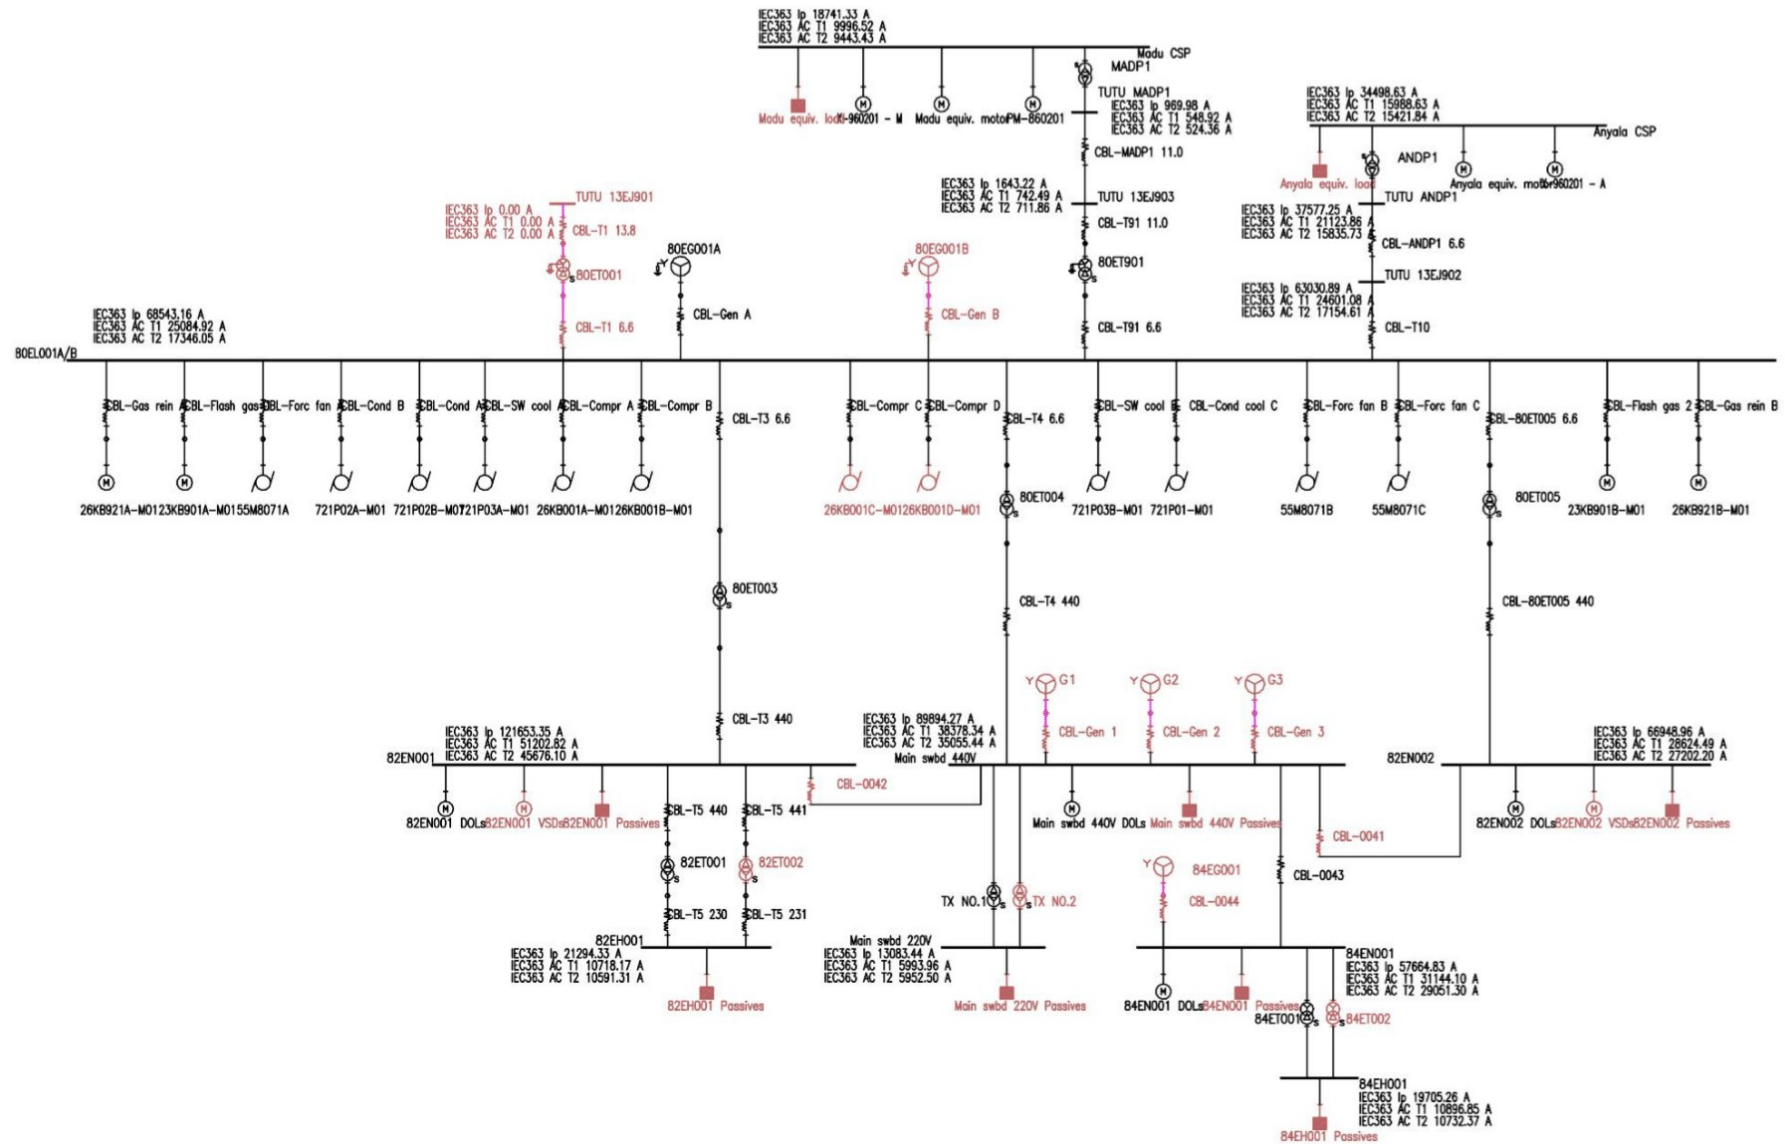 IEC363 Ip 18741.33 A
IEC363 AC T1 9996.52 A
IEC363 AC T2 9443.43 A
Madu CSP
MADP1
Madu equiv. load
960201 - M
Madu equiv. motor
PM-860201
TUTU MADP1
IEC363 Ip 969.98 A
IEC363 AC T1 548.92 A
IEC363 AC T2 524.36 A
CBL-MADP1 11.0
IEC363 Ip 34498.63 A
IEC363 AC T1 15988.63 A
IEC363 AC T2 15421.84 A
Anyala CSP
ANDP1
Anyala equiv. load
Anyala equiv. motor
960201 - A
IEC363 Ip 1643.22 A
IEC363 AC T1 742.49 A
IEC363 AC T2 711.86 A
TUTU 13EJ903
CBL-T91 11.0
TUTU ANDP1
IEC363 Ip 37577.25 A
IEC363 AC T1 21123.86 A
IEC363 AC T2 15835.73 A
CBL-ANDP1 6.6
TUTU 13EJ901
IEC363 Ip 0.00 A
IEC363 AC T1 0.00 A
IEC363 AC T2 0.00 A
CBL-T1 13.8
80EG001A
Y
80EG001B
Y
80ET001
S
80ET901
S
TUTU 13EJ902
IEC363 Ip 63030.89 A
IEC363 AC T1 24601.08 A
IEC363 AC T2 17154.61 A
IEC363 Ip 68543.16 A
IEC363 AC T1 25084.92 A
IEC363 AC T2 17346.05 A
CBL-T1 6.6
CBL-Gen A
CBL-Gen B
CBL-T91 6.6
CBL-T10
80EL001A/B
CBL-Gas rein A
CBL-Flash gas
CBL-Forc fan A
CBL-Cond B
CBL-Cond A
CBL-SW cool A
CBL-Compr A
CBL-Compr B
CBL-T3 6.6
CBL-Compr C
CBL-Compr D
CBL-T4 6.6
CBL-SW cool B
CBL-Cond cool C
CBL-Forc fan B
CBL-Forc fan C
CBL-80ET005 6.6
CBL-Flash gas 2
CBL-Gas rein B
M
M
M
M
80ET004
S
80ET005
S
26KB921A-M01
23KB901A-M01
55M8071A
721P02A-M01
721P02B-M01
721P03A-M01
26KB001A-M01
26KB001B-M01
26KB001C-M01
26KB001D-M01
721P03B-M01
721P01-M01
55M8071B
55M8071C
23KB901B-M01
26KB921B-M01
80ET003
S
CBL-T4 440
CBL-80ET005 440
Y G1
Y G2
Y G3
CBL-T3 440
CBL-Gen 1
CBL-Gen 2
CBL-Gen 3
IEC363 Ip 121653.35 A
IEC363 AC T1 51202.82 A
IEC363 AC T2 45676.10 A
IEC363 Ip 89894.27 A
IEC363 AC T1 38378.34 A
IEC363 AC T2 35055.44 A
IEC363 Ip 66948.96 A
IEC363 AC T1 28624.49 A
IEC363 AC T2 27202.20 A
82EN001
Main swbd 440V
82EN002
CBL-0042
82EN001 DOLs
82EN001 VSDs
82EN001 Passives
CBL-T5 440
CBL-T5 441
Main swbd 440V DOLs
Main swbd 440V Passives
CBL-0041
82EN002 DOLs
82EN002 VSDs
82EN002 Passives
82ET001
S
82ET002
S
Y
84EG001
CBL-0043
CBL-0044
TX NO.1
S
TX NO.2
CBL-T5 230
CBL-T5 231
82EH001
IEC363 Ip 21294.33 A
IEC363 AC T1 10718.17 A
IEC363 AC T2 10591.31 A
82EH001 Passives
Main swbd 220V
IEC363 Ip 13083.44 A
IEC363 AC T1 5993.96 A
IEC363 AC T2 5952.50 A
Main swbd 220V Passives
84EN001
IEC363 Ip 57664.83 A
IEC363 AC T1 31144.10 A
IEC363 AC T2 29051.30 A
84EN001 DOLs
84EN001 Passives
84ET001
S
84ET002
S
84EH001
IEC363 Ip 19705.26 A
IEC363 AC T1 10896.85 A
IEC363 AC T2 10732.37 A
84EH001 Passives